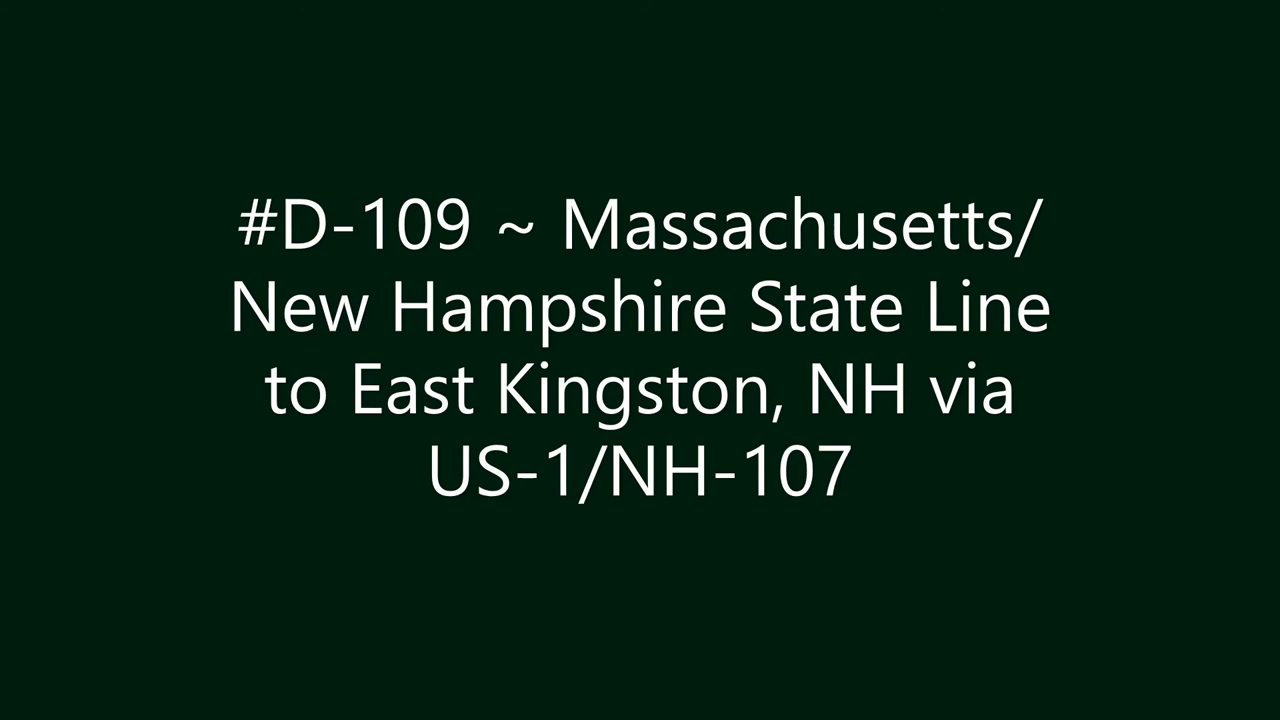 #D-109 ~ Massachusetts/
New Hampshire State Line
to East Kingston, NH via
US-1/NH-107